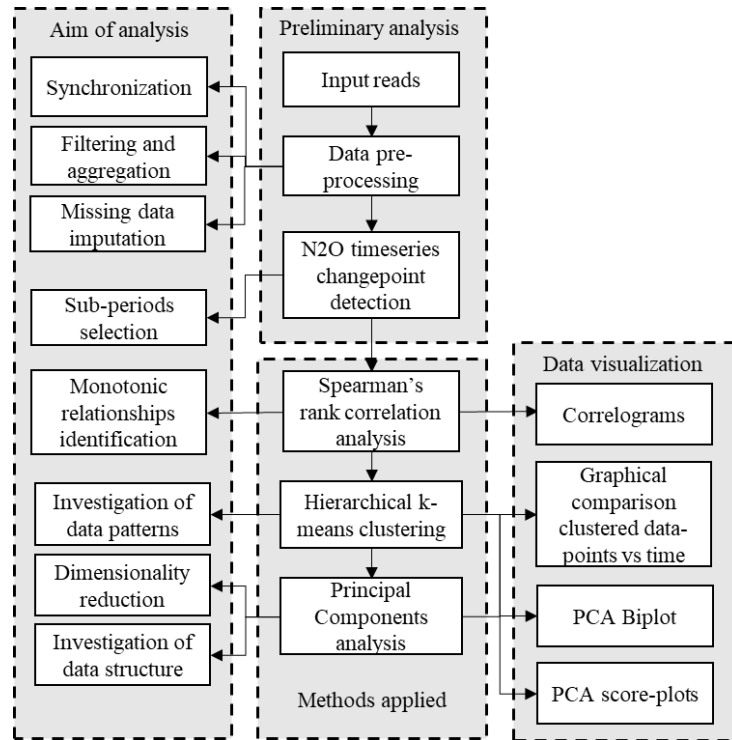 Aim of analysis
Synchronization
Filtering and
aggregation
Missing data
imputation
Sub-periods
selection
Monotonic
relationships
identification
Investigation of
data patterns
Dimensionality
reduction
Investigation of
data structure
Preliminary analysis
Input reads
Data pre-
processing
N2O timeseries
changepoint
detection
Spearman's
rank correlation
analysis
Hierarchical k-
means clustering
Principal
Components
analysis
Methods applied
Data visualization
Correlograms
Graphical
comparison
clustered data-
points vs time
PCA Biplot
PCA score-plots